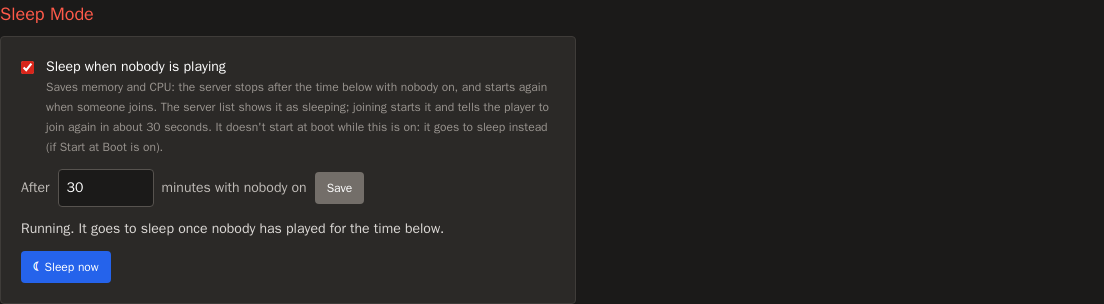 Sleep Mode
Sleep when nobody is playing
Saves memory and CPU: the server stops after the time below with nobody on, and starts again
when someone joins. The server list shows it as sleeping; joining starts it and tells the player to
join again in about 30 seconds. It doesn't start at boot while this is on: it goes to sleep instead
(if Start at Boot is on).
After 30 minutes with nobody on Save
Running. It goes to sleep once nobody has played for the time below.
Sleep now